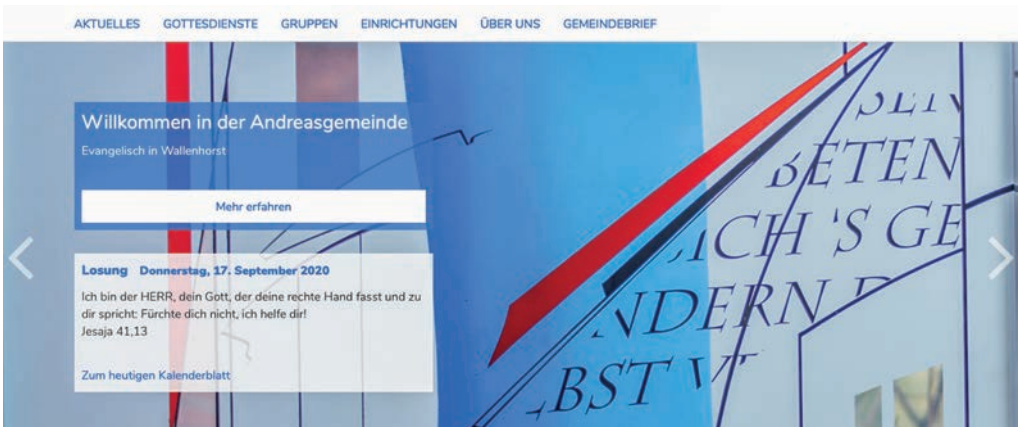 AKTUELLES GOTTESDIENSTE GRUPPEN EINRICHTUNGEN ÜBER UNS GEMEINDEBRIEF
Willkommen in der Andreasgemeinde
Evangelisch in Wallenhorst
Mehr erfahren
Losung Donnerstag, 17. September 2020
Ich bin der HERR, dein Gott, der deine rechte Hand fasst und zu
dir spricht: Fürchte dich nicht, ich helfe dir!
Jesaja 41,13
Zum heutigen Kalenderblatt
ETEN
ICH 'S GE
NDERN D
BST